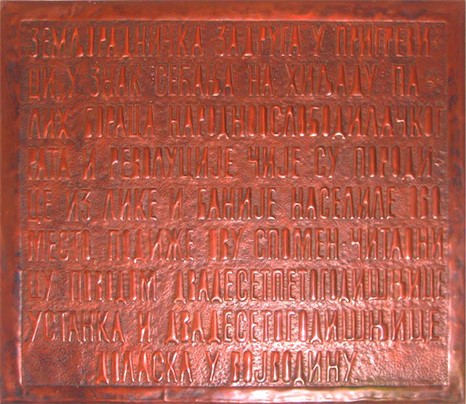 ЗЕМЉОРАДНИЧКА ЗАДРУГА У ПРИГРЕВИ-
ЦИ, У ЗНАК СЕЋАЊА НА ХИЉАДУ ПА-
ЛИХ БОРАЦА НАРОДНООСЛОБОДИЛАЧКОГ
РАТА И РЕВОЛУЦИЈЕ ЧИЈЕ СУ ПОРОДИ-
ЦЕ ИЗ ЛИКЕ И БАНИЈЕ НАСЕЛИЛЕ ОВО
МЕСТО ПОДИЖЕ ОВУ СПОМЕН-ЧИТАОНИ
ЦУ ПОВОДОМ ДВАДЕСЕТПЕТОГОДИШЊИЦЕ
УСТАНКА И ДВАДЕСЕТОГОДИШЊИЦЕ
ДОЛАСКА У ВОЈВОДИНУ